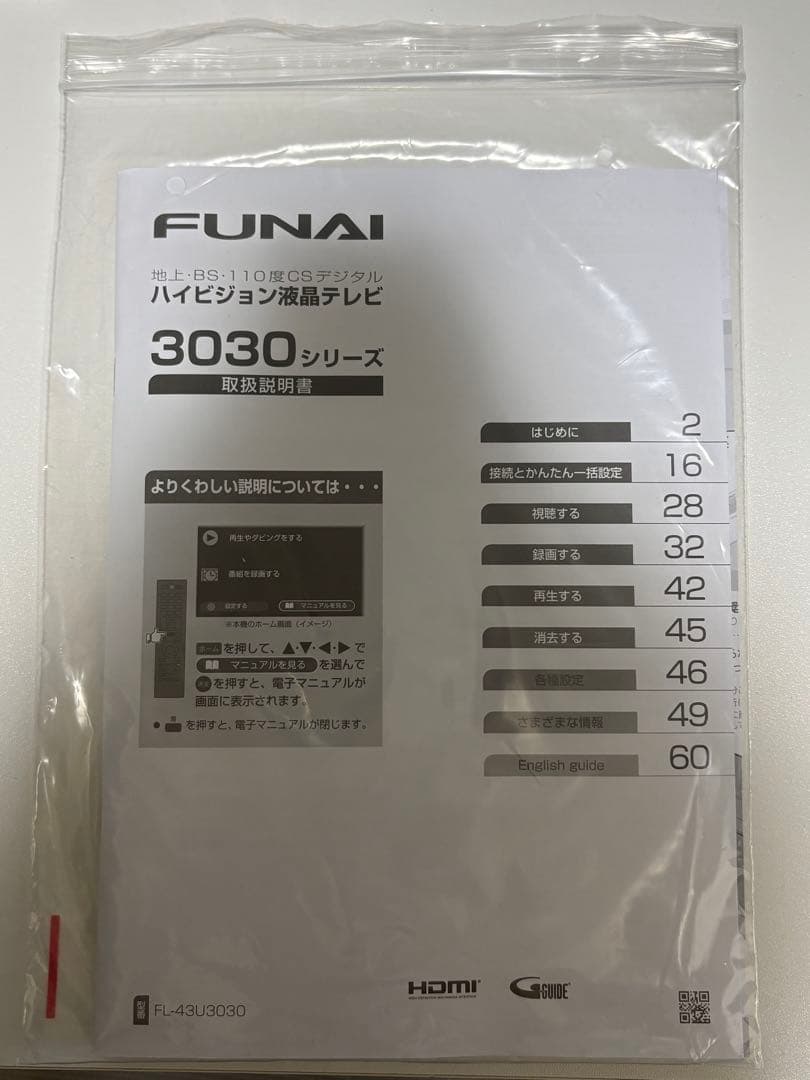 FUNAI
地上・BS・110度CSデジタル
ハイビジョン液晶テレビ
3030シリーズ
取扱説明書
よりくわしい説明については・・・
再生やダビングをする
番組を録画する
設定する
マニュアルを見る
※本機のホーム画面（イメージ）
ホーム を押して、▲・▼・◀・▶で
マニュアルを見る を選んで
決定 を押すと、電子マニュアルが
画面に表示されます。
● を押すと、電子マニュアルが閉じます。
はじめに 2
接続とかんたん一括設定 16
視聴する 28
録画する 32
再生する 42
消去する 45
各種設定 46
さまざまな情報 49
English guide 60
型番 FL-43U3030
HDMI
HIGH-DEFINITION MULTIMEDIA INTERFACE
G-GUIDE